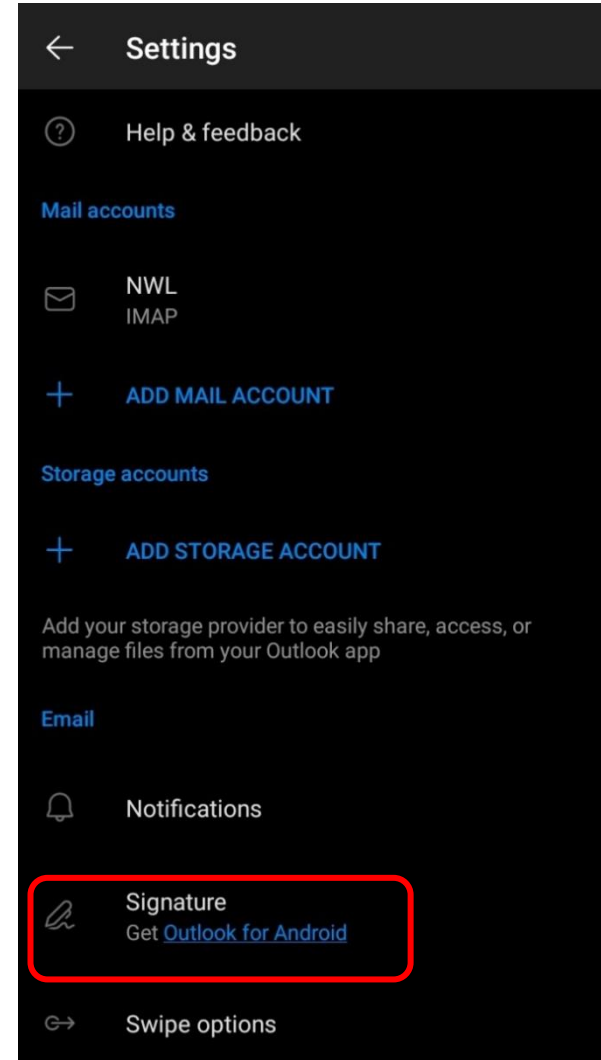 Settings
Help & feedback
Mail accounts
NWL
IMAP
ADD MAIL ACCOUNT
Storage accounts
ADD STORAGE ACCOUNT
Add your storage provider to easily share, access, or
manage files from your Outlook app
Email
Notifications
Signature
Get Outlook for Android
Swipe options